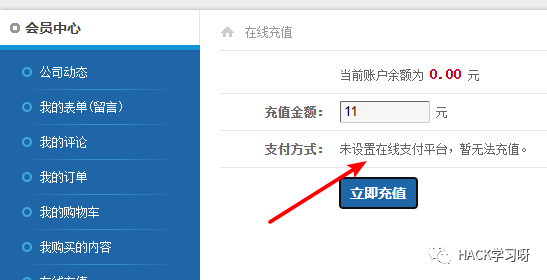 会员中心
公司动态
我的表单(留言)
我的评论
我的订单
我的购物车
我购买的内容
在线充值
在线充值
当前账户余额为 0.00 元
充值金额: 11 元
支付方式: 未设置在线支付平台，暂无法充值。
立即充值
HACK学习呀